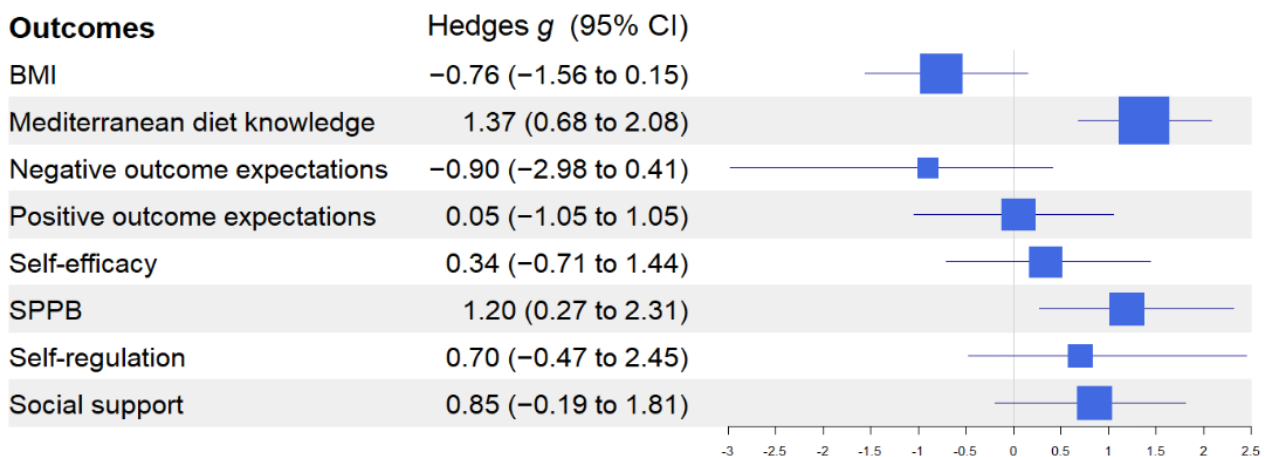 Outcomes Hedges g (95% CI)
BMI −0.76 (−1.56 to 0.15)
Mediterranean diet knowledge 1.37 (0.68 to 2.08)
Negative outcome expectations −0.90 (−2.98 to 0.41)
Positive outcome expectations 0.05 (−1.05 to 1.05)
Self-efficacy 0.34 (−0.71 to 1.44)
SPPB 1.20 (0.27 to 2.31)
Self-regulation 0.70 (−0.47 to 2.45)
Social support 0.85 (−0.19 to 1.81)
-3 -2.5 -2 -1.5 -1 -0.5 0 0.5 1 1.5 2 2.5